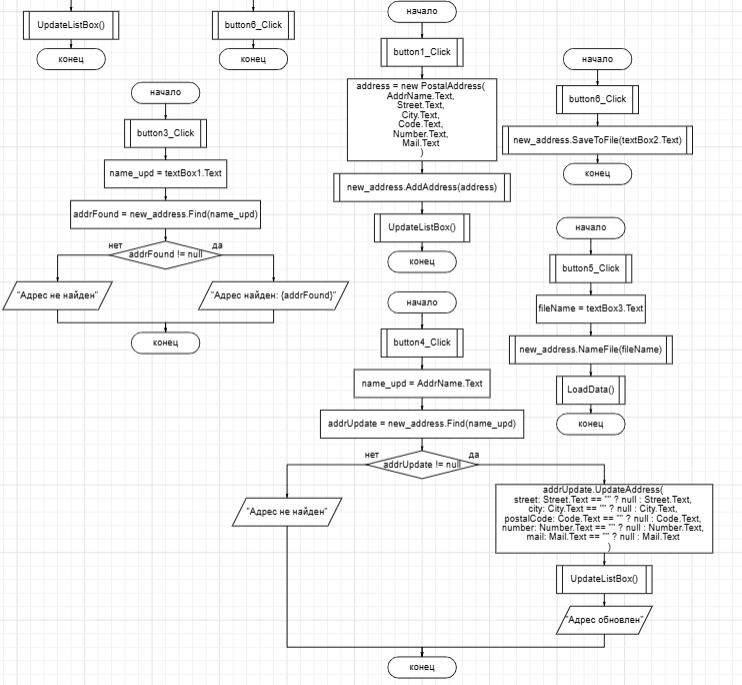 UpdateListBox()
конец
button6_Click
конец
начало
button3_Click
name_upd = textBox1.Text
addrFound = new_address.Find(name_upd)
нет
да
addrFound != null
"Адрес не найден"
"Адрес найден: {addrFound}"
конец
начало
button1_Click
address = new PostalAddress(
AddrName.Text,
Street.Text,
City.Text,
Code.Text,
Number.Text,
Mail.Text
)
new_address.AddAddress(address)
UpdateListBox()
конец
начало
button6_Click
new_address.SaveToFile(textBox2.Text)
конец
начало
button5_Click
fileName = textBox3.Text
new_address.NameFile(fileName)
LoadData()
конец
начало
button4_Click
name_upd = AddrName.Text
addrUpdate = new_address.Find(name_upd)
нет
да
addrUpdate != null
"Адрес не найден"
addrUpdate.UpdateAddress(
street: Street.Text == "" ? null : Street.Text,
city: City.Text == "" ? null : City.Text,
postalCode: Code.Text == "" ? null : Code.Text,
number: Number.Text == "" ? null : Number.Text,
mail: Mail.Text == "" ? null : Mail.Text
)
UpdateListBox()
"Адрес обновлен"
конец